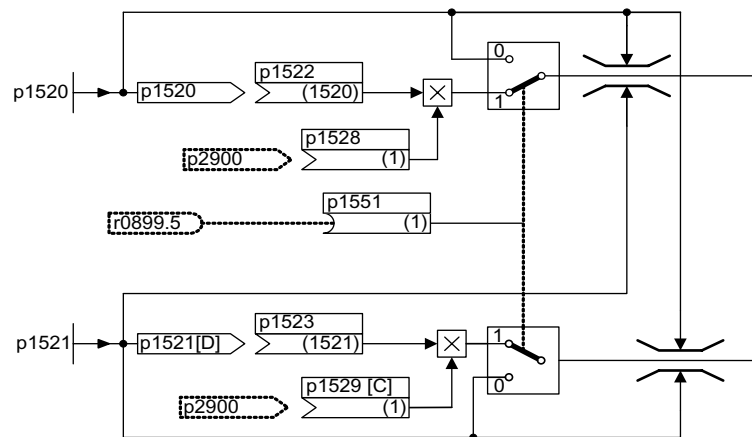 0
p1522
p1520
p1520
(1520)
1
p1528
p2900
(1)
p1551
r0899.5
(1)
p1523
1
p1521
p1521[D]
(1521)
p1529 [C]
0
p2900
(1)